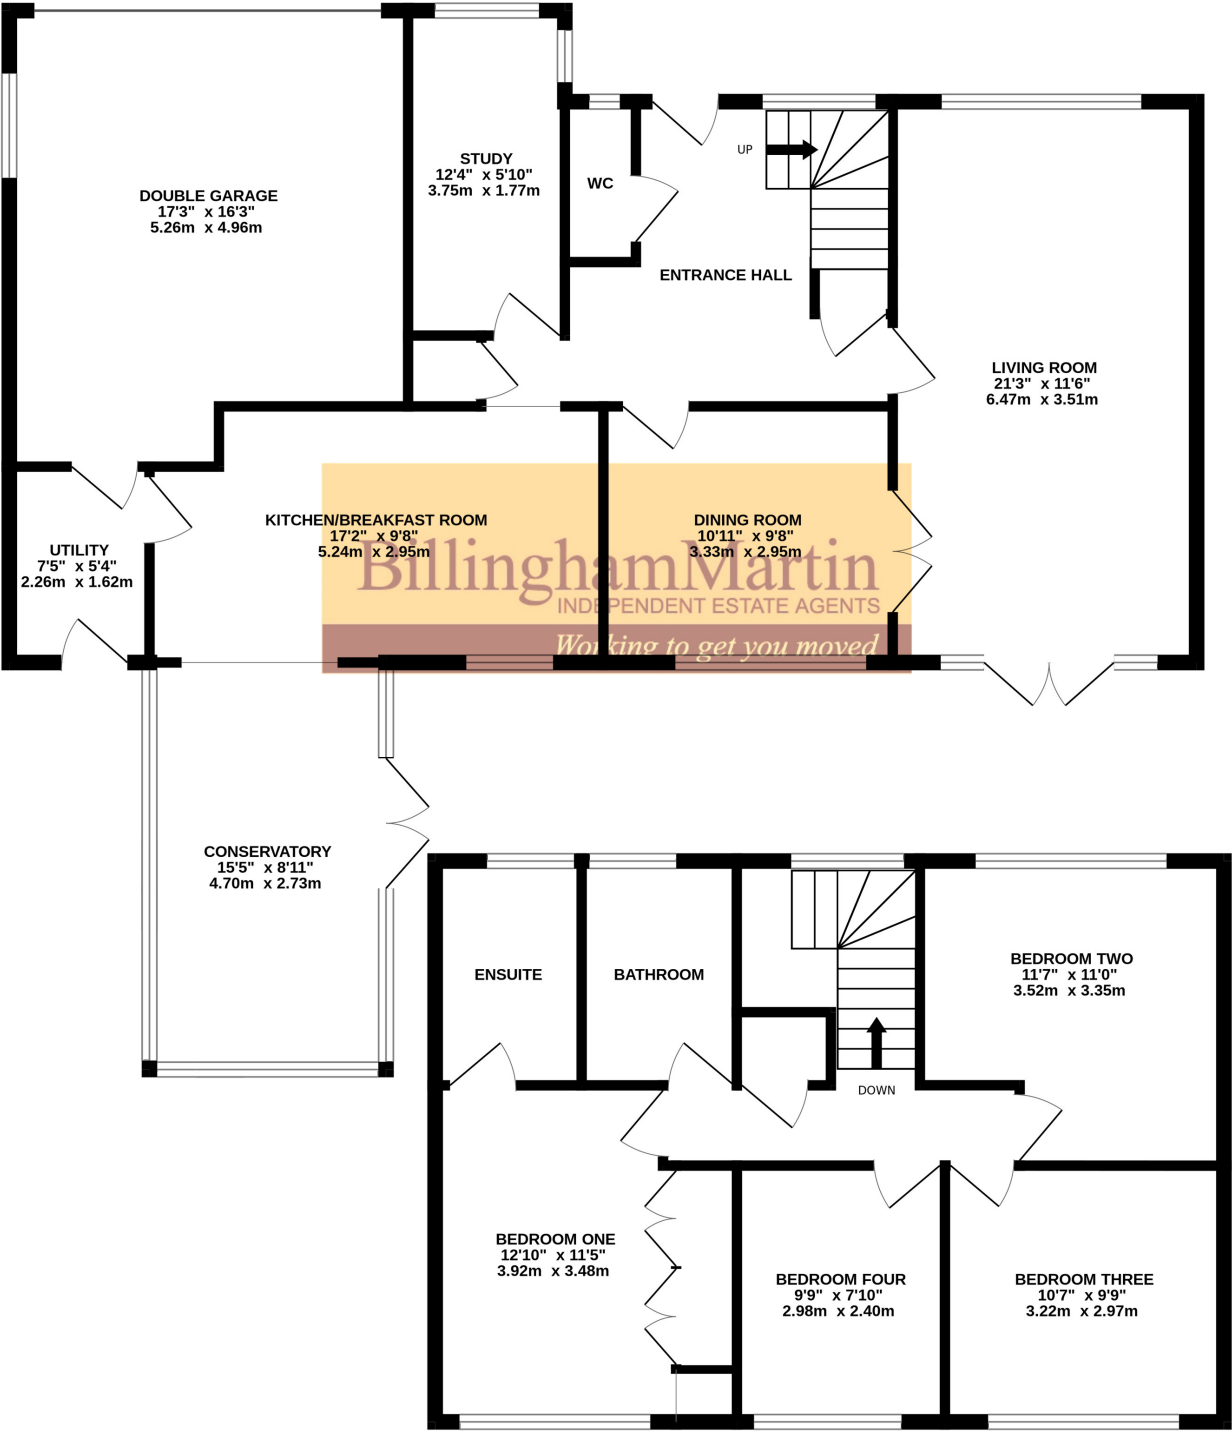 DOUBLE GARAGE
17'3" x 16'3"
5.26m x 4.96m
STUDY
12'4" x 5'10"
3.75m x 1.77m
WC
UP
ENTRANCE HALL
LIVING ROOM
21'3" x 11'6"
6.47m x 3.51m
KITCHEN/BREAKFAST ROOM
17'2" x 9'8"
5.24m x 2.95m
DINING ROOM
10'11" x 9'8"
3.33m x 2.95m
UTILITY
7'5" x 5'4"
2.26m x 1.62m
BillinghamMartin
INDEPENDENT ESTATE AGENTS
Working to get you moved
CONSERVATORY
15'5" x 8'11"
4.70m x 2.73m
ENSUITE
BATHROOM
BEDROOM TWO
11'7" x 11'0"
3.52m x 3.35m
DOWN
BEDROOM ONE
12'10" x 11'5"
3.92m x 3.48m
BEDROOM FOUR
9'9" x 7'10"
2.98m x 2.40m
BEDROOM THREE
10'7" x 9'9"
3.22m x 2.97m